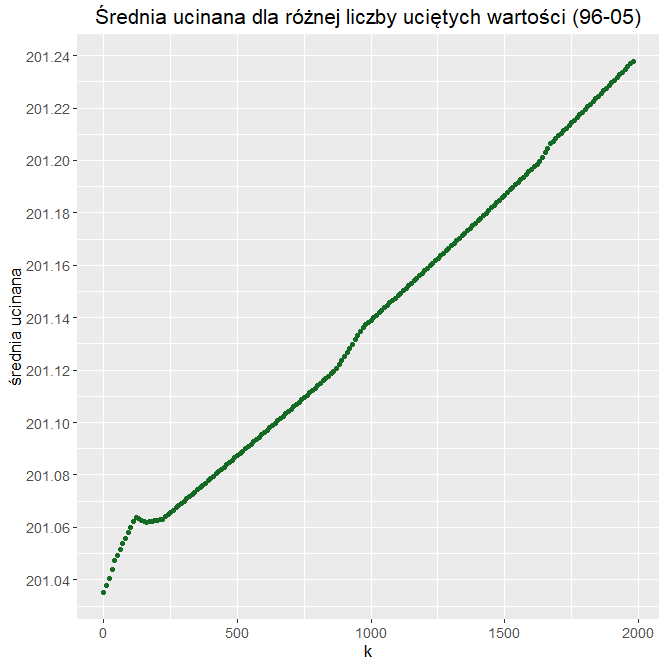 Średnia ucinana dla różnej liczby uciętych wartości (96-05)
201.24
201.22
201.20
201.18
201.16
201.14
201.12
201.10
201.08
201.06
201.04
średnia ucinana
0 500 1000 1500 2000
k